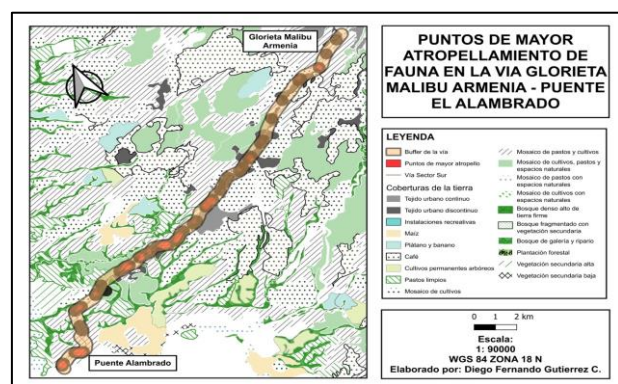 Glorieta Malibu
Armenia
Puente Alambrado
PUNTOS DE MAYOR
ATROPELLAMIENTO DE
FAUNA EN LA VIA GLORIETA
MALIBU ARMENIA - PUENTE
EL ALAMBRADO
LEYENDA
Buffer de la vía
Puntos de mayor atropello
Vía Sector Sur
Coberturas de la tierra
Tejido urbano continuo
Tejido urbano discontinuo
Instalaciones recreativas
Maíz
Plátano y banano
Café
Cultivos permanentes arbóreos
Pastos limpios
Mosaico de cultivos
Mosaico de pastos y cultivos
Mosaico de cultivos, pastos y
espacios naturales
Mosaico de pastos con
espacios naturales
Mosaico de cultivos con
espacios naturales
Bosque denso alto de
tierra firme
Bosque fragmentado con
vegetación secundaria
Bosque de galería y ripario
Plantación forestal
Vegetación secundaria alta
Vegetación secundaria baja
0 1 2 km
Escala:
1: 90000
WGS 84 ZONA 18 N
Elaborado por: Diego Fernando Gutierrez C.